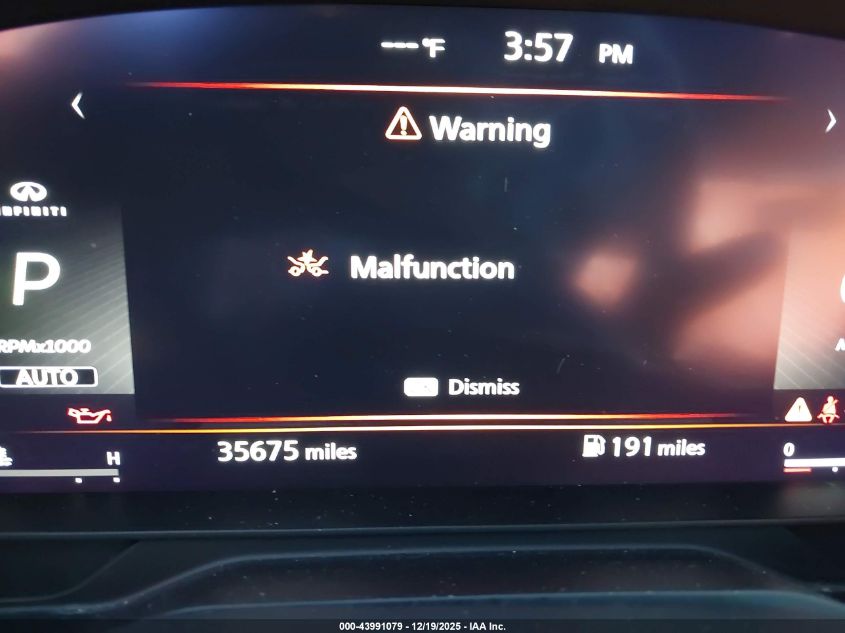 ---°F 3:57 PM
Warning
INFINITI
P
Malfunction
RPMx1000
AUTO
Dismiss
H
35675 miles
191 miles
0
000-43991079 - 12/19/2025 - IAA Inc.